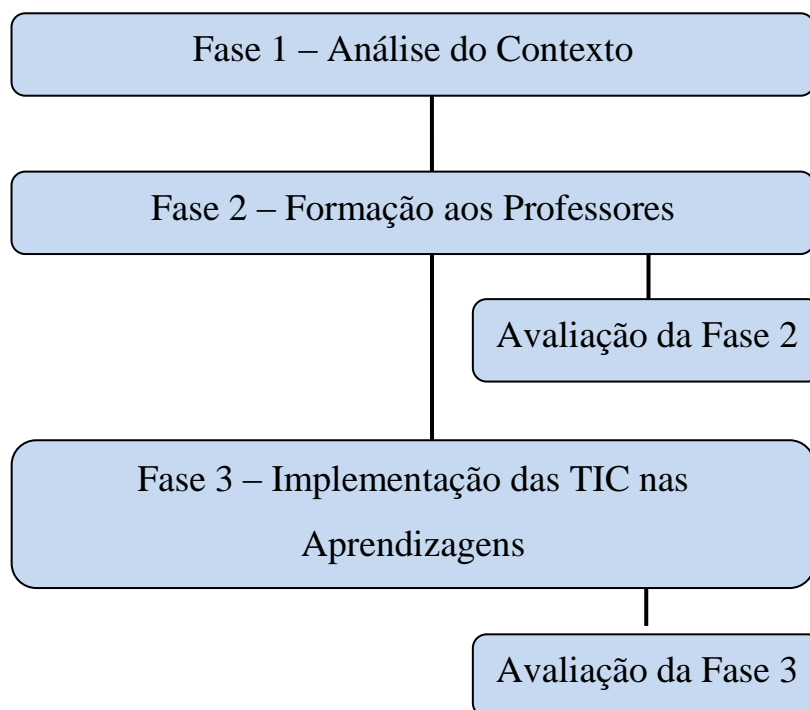 Fase 1 – Análise do Contexto
Fase 2 – Formação aos Professores
Avaliação da Fase 2
Fase 3 – Implementação das TIC nas
Aprendizagens
Avaliação da Fase 3